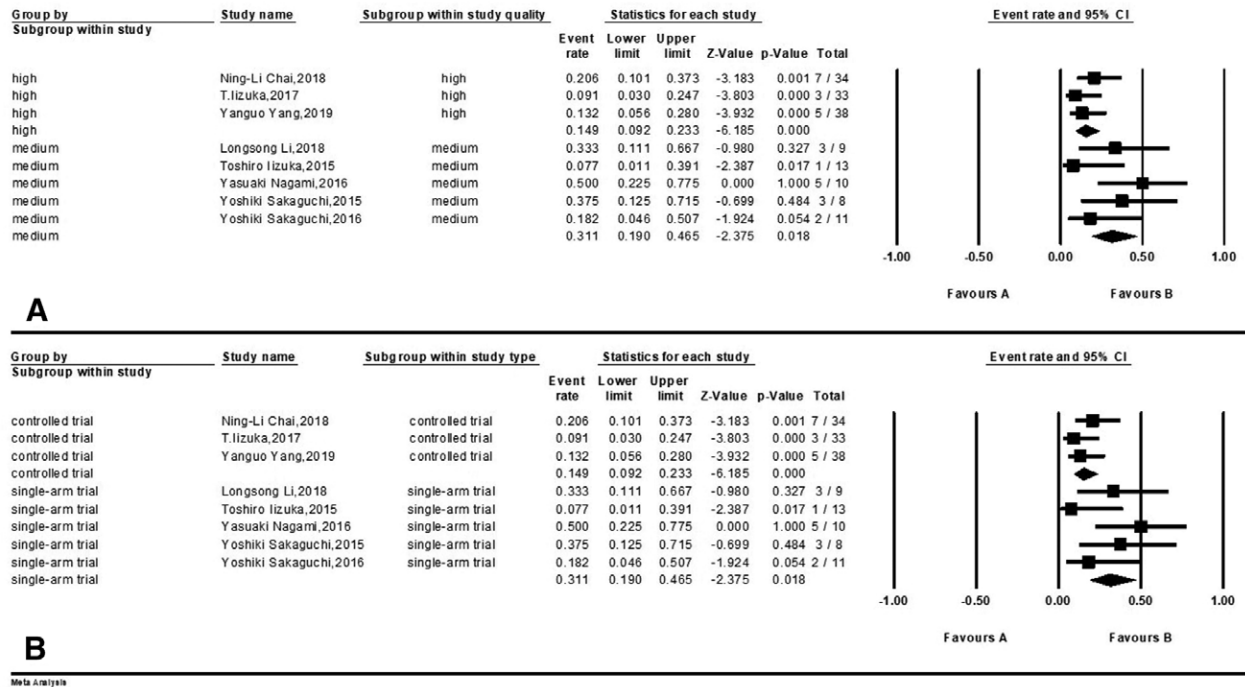 Group by Study name Subgroup within study quality Statistics for each study Event rate and 95% CI
Subgroup within study
Event Lower Upper
rate limit limit Z-Value p-Value Total
high Ning-Li Chai,2018 high 0.206 0.101 0.373 -3.183 0.001 7 / 34
high T.Iizuka,2017 high 0.091 0.030 0.247 -3.803 0.000 3 / 33
high Yanguo Yang,2019 high 0.132 0.056 0.280 -3.932 0.000 5 / 38
high 0.149 0.092 0.233 -6.185 0.000
medium Longsong Li,2018 medium 0.333 0.111 0.667 -0.980 0.327 3 / 9
medium Toshiro Iizuka,2015 medium 0.077 0.011 0.391 -2.387 0.017 1 / 13
medium Yasuaki Nagami,2016 medium 0.500 0.225 0.775 0.000 1.000 5 / 10
medium Yoshiki Sakaguchi,2015 medium 0.375 0.125 0.715 -0.699 0.484 3 / 8
medium Yoshiki Sakaguchi,2016 medium 0.182 0.046 0.507 -1.924 0.054 2 / 11
medium 0.311 0.190 0.465 -2.375 0.018
-1.00 -0.50 0.00 0.50 1.00
Favours A Favours B
A
Group by Study name Subgroup within study type Statistics for each study Event rate and 95% CI
Subgroup within study
Event Lower Upper
rate limit limit Z-Value p-Value Total
controlled trial Ning-Li Chai,2018 controlled trial 0.206 0.101 0.373 -3.183 0.001 7 / 34
controlled trial T.Iizuka,2017 controlled trial 0.091 0.030 0.247 -3.803 0.000 3 / 33
controlled trial Yanguo Yang,2019 controlled trial 0.132 0.056 0.280 -3.932 0.000 5 / 38
controlled trial 0.149 0.092 0.233 -6.185 0.000
single-arm trial Longsong Li,2018 single-arm trial 0.333 0.111 0.667 -0.980 0.327 3 / 9
single-arm trial Toshiro Iizuka,2015 single-arm trial 0.077 0.011 0.391 -2.387 0.017 1 / 13
single-arm trial Yasuaki Nagami,2016 single-arm trial 0.500 0.225 0.775 0.000 1.000 5 / 10
single-arm trial Yoshiki Sakaguchi,2015 single-arm trial 0.375 0.125 0.715 -0.699 0.484 3 / 8
single-arm trial Yoshiki Sakaguchi,2016 single-arm trial 0.182 0.046 0.507 -1.924 0.054 2 / 11
single-arm trial 0.311 0.190 0.465 -2.375 0.018
-1.00 -0.50 0.00 0.50 1.00
Favours A Favours B
B
Meta Analysis